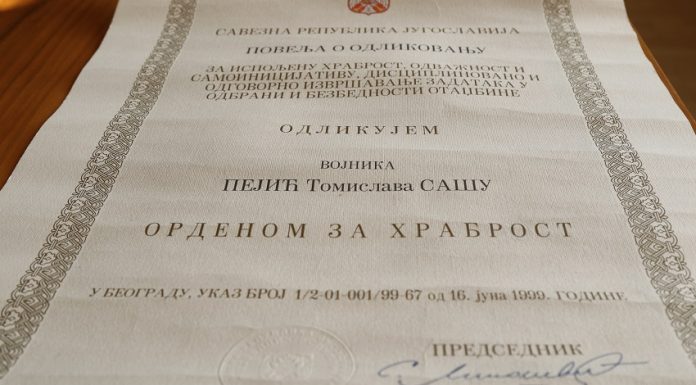 САВЕЗНА РЕПУБЛИКА ЈУГОСЛАВИЈА
ПОВЕЉА О ОДЛИКОВАЊУ
ЗА ИСПОЉЕНУ ХРАБРОСТ, ОДВАЖНОСТ И
САМОИНИЦИЈАТИВУ, ДИСЦИПЛИНОВАНО И
ОДГОВОРНО ИЗВРШАВАЊЕ ЗАДАТАКА У
ОДБРАНИ И БЕЗБЕДНОСТИ ОТАЏБИНЕ
ОДЛИКУЈЕМ
ВОЈНИКА
ПЕЈИЋ Томислава САШУ
ОРДЕНОМ ЗА ХРАБРОСТ
У БЕОГРАДУ, УКАЗ БРОЈ 1/2-01-001/99-67 од 16. јуна 1999. ГОДИНЕ
ПРЕДСЕДНИК